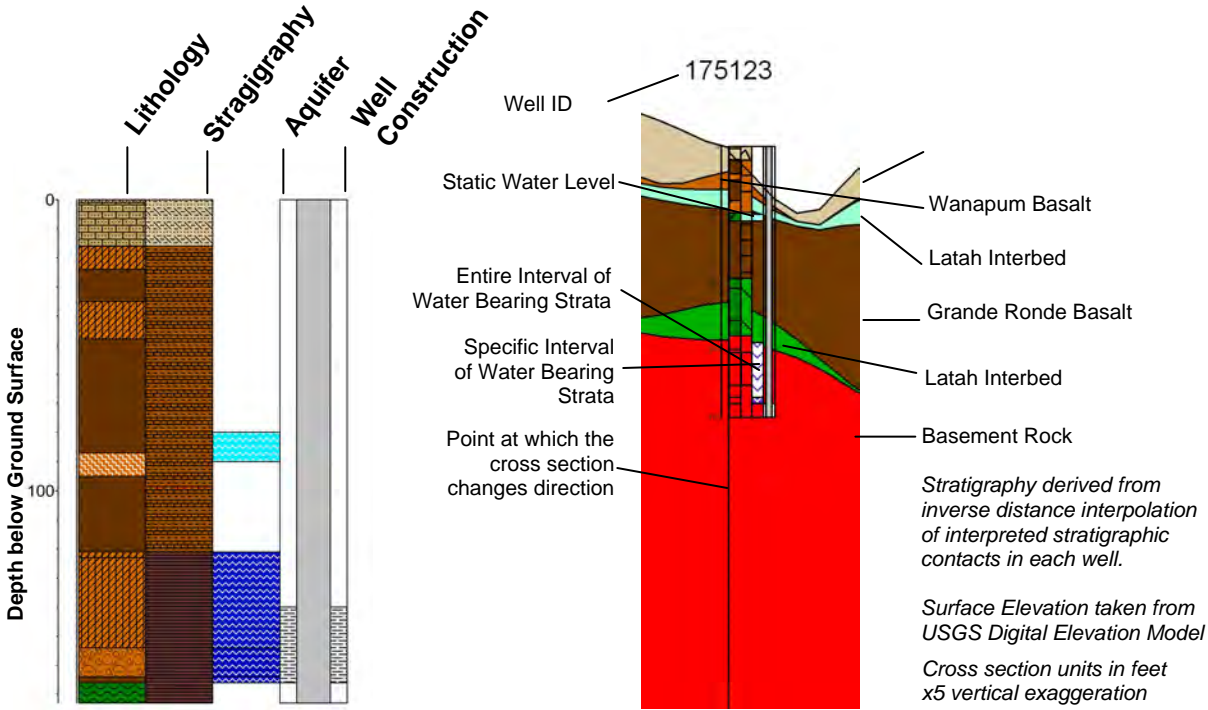 Lithology
Stragigraphy
Aquifer
Well
Construction
0
100
Depth below Ground Surface
175123
Well ID
Static Water Level
Entire Interval of
Water Bearing Strata
Specific Interval
of Water Bearing
Strata
Point at which the
cross section
changes direction
Wanapum Basalt
Latah Interbed
Grande Ronde Basalt
Latah Interbed
Basement Rock
Stratigraphy derived from
inverse distance interpolation
of interpreted stratigraphic
contacts in each well.
Surface Elevation taken from
USGS Digital Elevation Model
Cross section units in feet
x5 vertical exaggeration